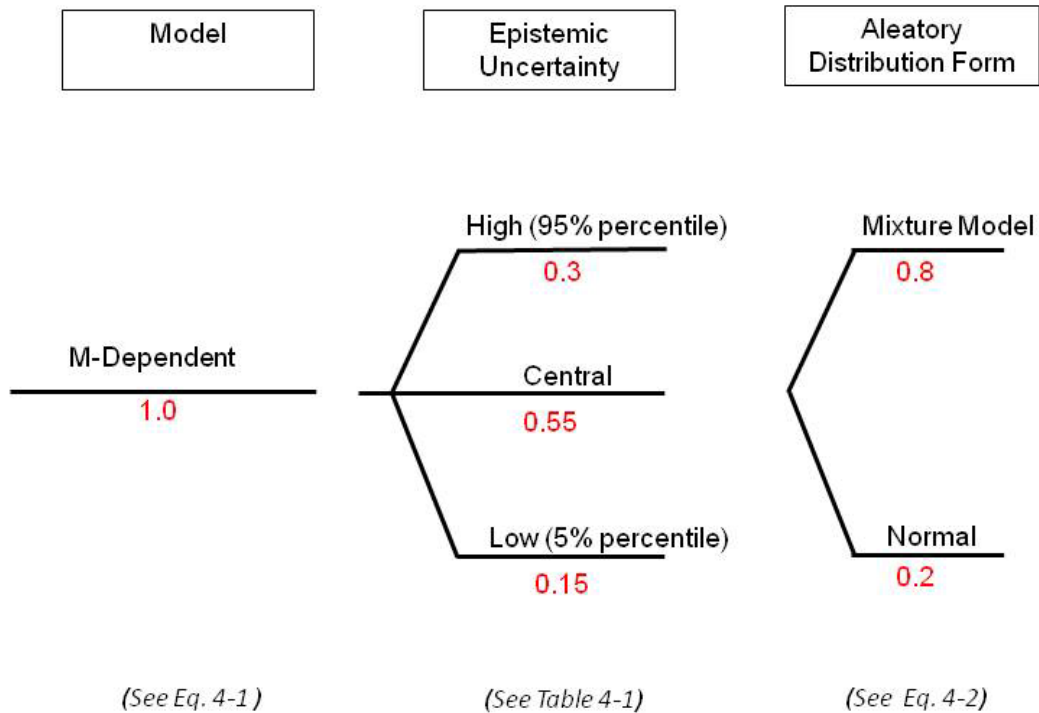 Model
Epistemic
Uncertainty
Aleatory
Distribution Form
High (95% percentile)
0.3
Mixture Model
0.8
M-Dependent
1.0
Central
0.55
Low (5% percentile)
0.15
Normal
0.2
(See Eq. 4-1 )
(See Table 4-1)
(See Eq. 4-2)